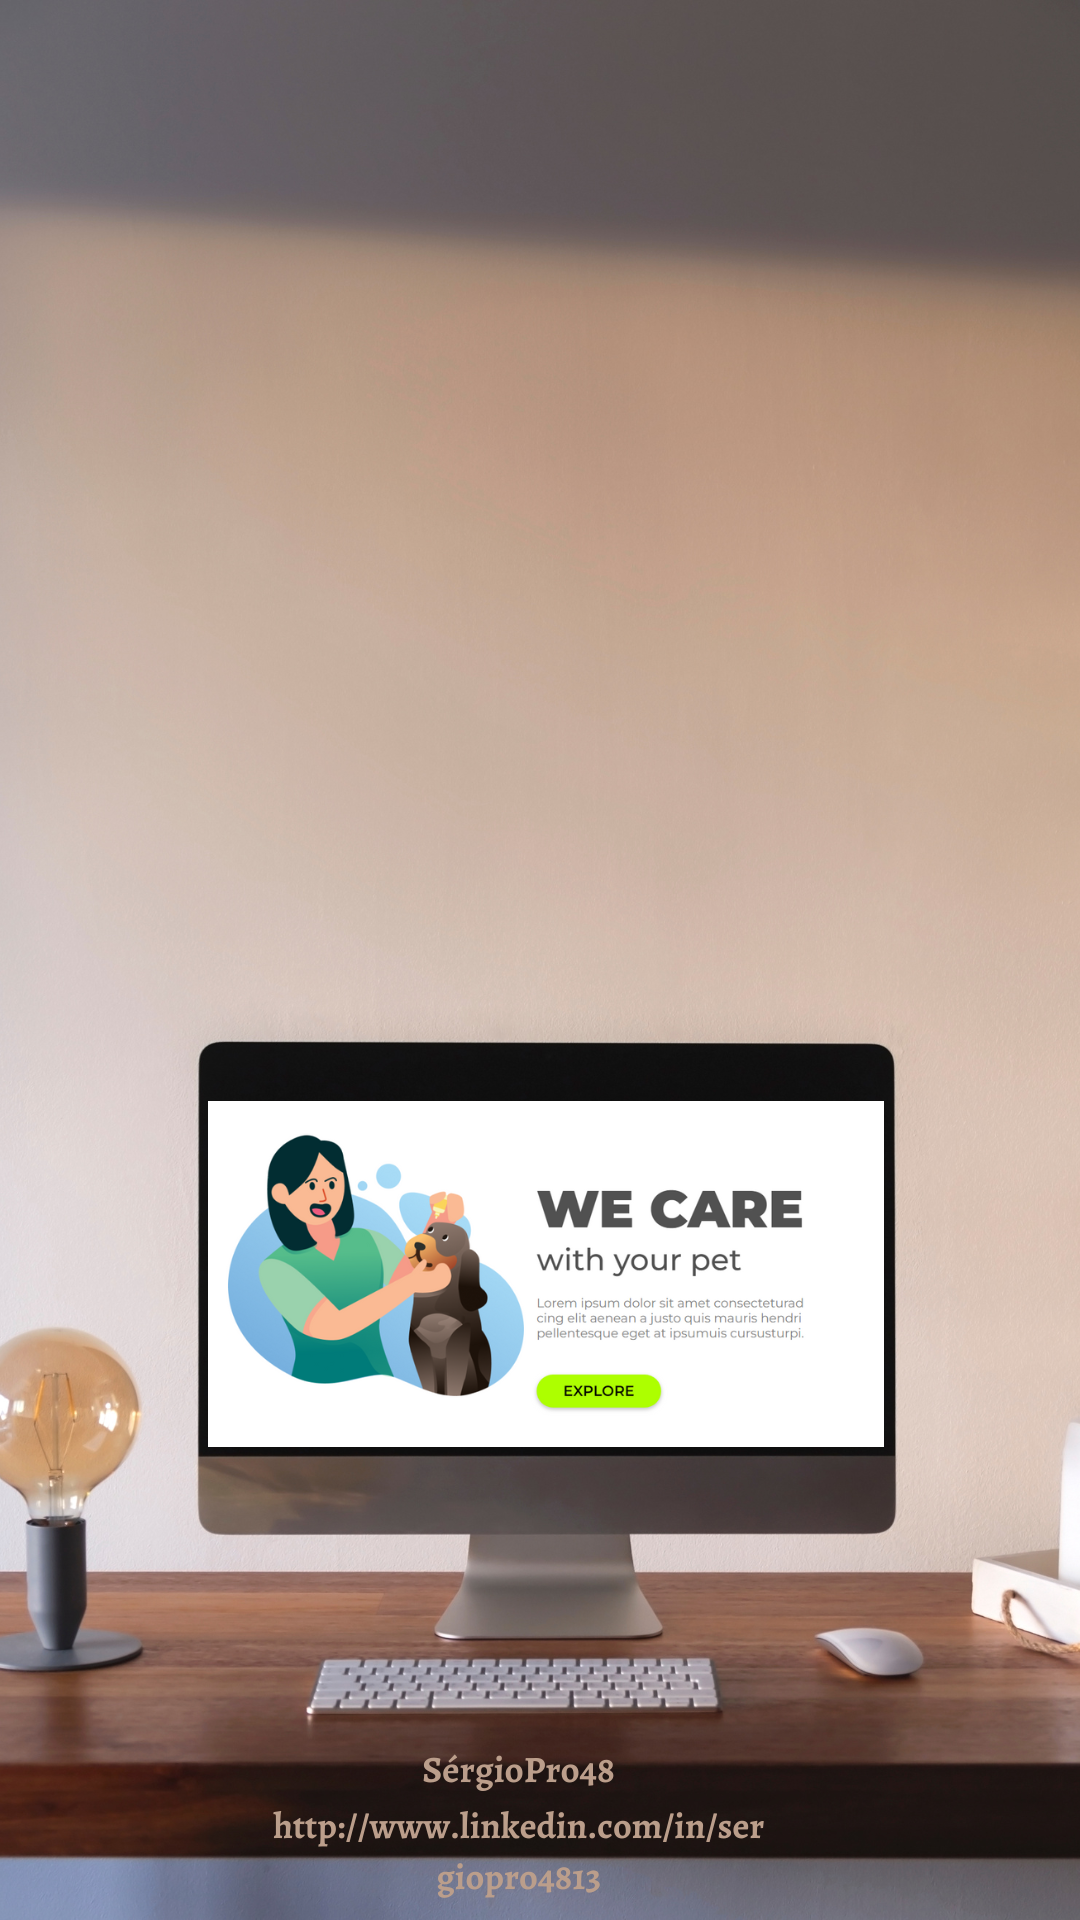 WE CARE
with your pet
Lorem ipsum dolor sit amet consecteturad
cing elit aenean a justo quis mauris hendri
pellentesque eget at ipsumuis cursusturpi.
EXPLORE
SérgioPro48
http://www.linkedin.com/in/ser
giopro4813